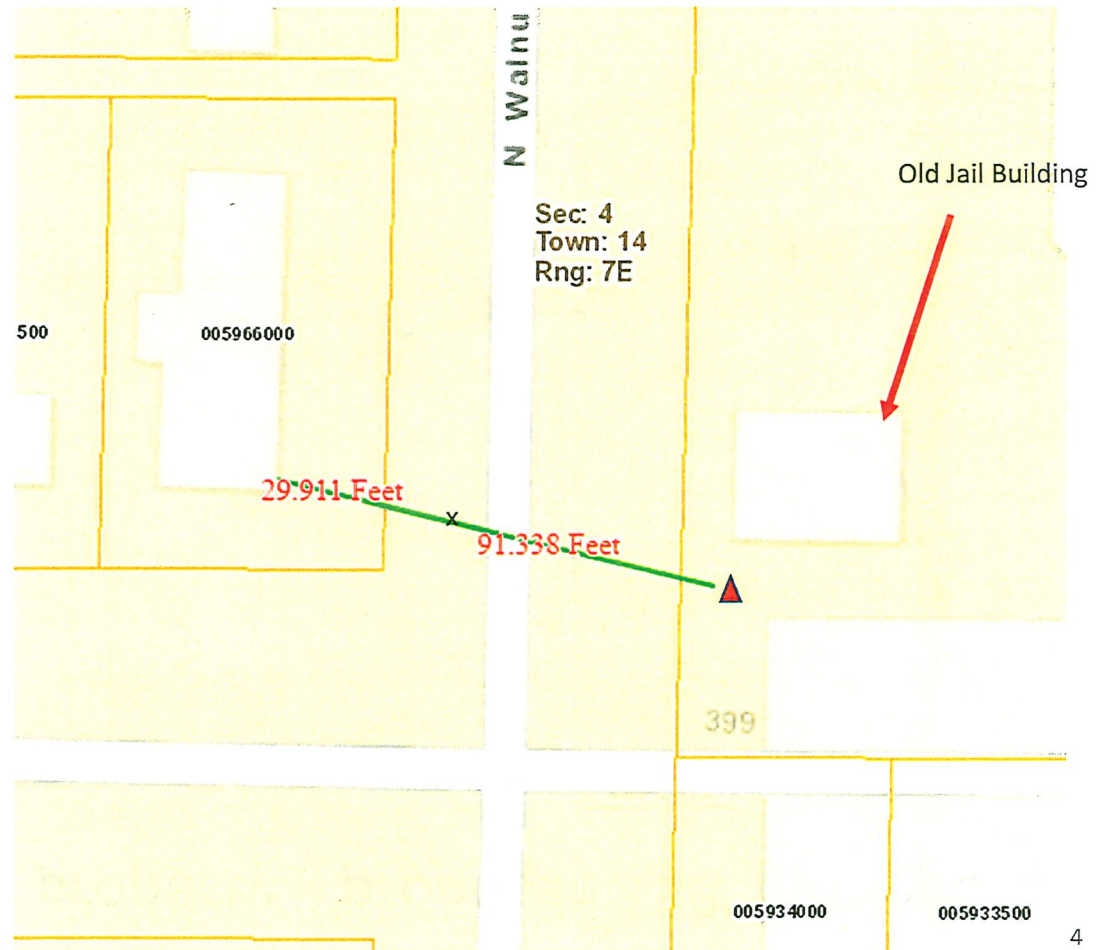 N Walnu
Old Jail Building
Sec: 4
Town: 14
Rng: 7E
500
005966000
29.911 Feet
x
91.338 Feet
399
005934000
005933500
4